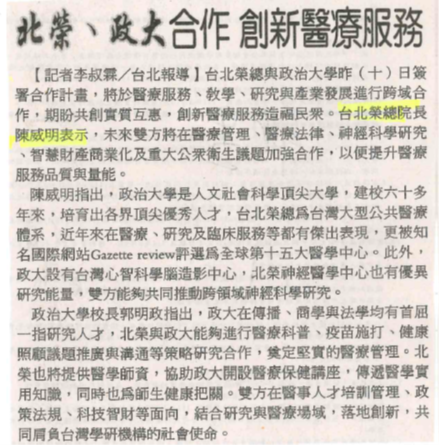 北榮、政大合作 創新醫療服務
【記者李叔霖／台北報導】台北榮總與政治大學昨（十）日簽
署合作計畫，將於醫療服務、教學、研究與產業發展進行跨域合
作，期盼共創實質互惠，創新醫療服務造福民眾。台北榮總院長
陳威明表示，未來雙方將在醫療管理、醫療法律、神經科學研究
、智慧財產商業化及重大公衆衛生議題加強合作，以便提升醫療
服務品質與量能。
陳威明指出，政治大學是人文社會科學頂尖大學，建校六十多
年來，培育出各界頂尖優秀人才，台北榮總為台灣大型公共醫療
體系，近年來在醫療、研究及臨床服務等都有傑出表現，更被知
名國際網站Gazette review評選為全球第十五大醫學中心。此外，
政大設有台灣心智科學腦造影中心，北榮神經醫學中心也有優異
研究能量，雙方能夠共同推動跨領域神經科學研究。
政治大學校長郭明政指出，政大在傳播、商學與法學均有首屈
一指研究人才，北榮與政大能夠進行醫療科普、疫苗施打、健康
照顧議題推廣與溝通等策略研究合作，奠定堅實的醫療管理。北
榮也將提供醫學師資，協助政大開設醫療保健講座，傳遞醫學實
用知識，同時也為師生健康把關。雙方在醫事人才培訓管理、政
策法規、科技智財等面向，結合研究與醫療場域，落地創新，共
同肩負台灣學研機構的社會使命。